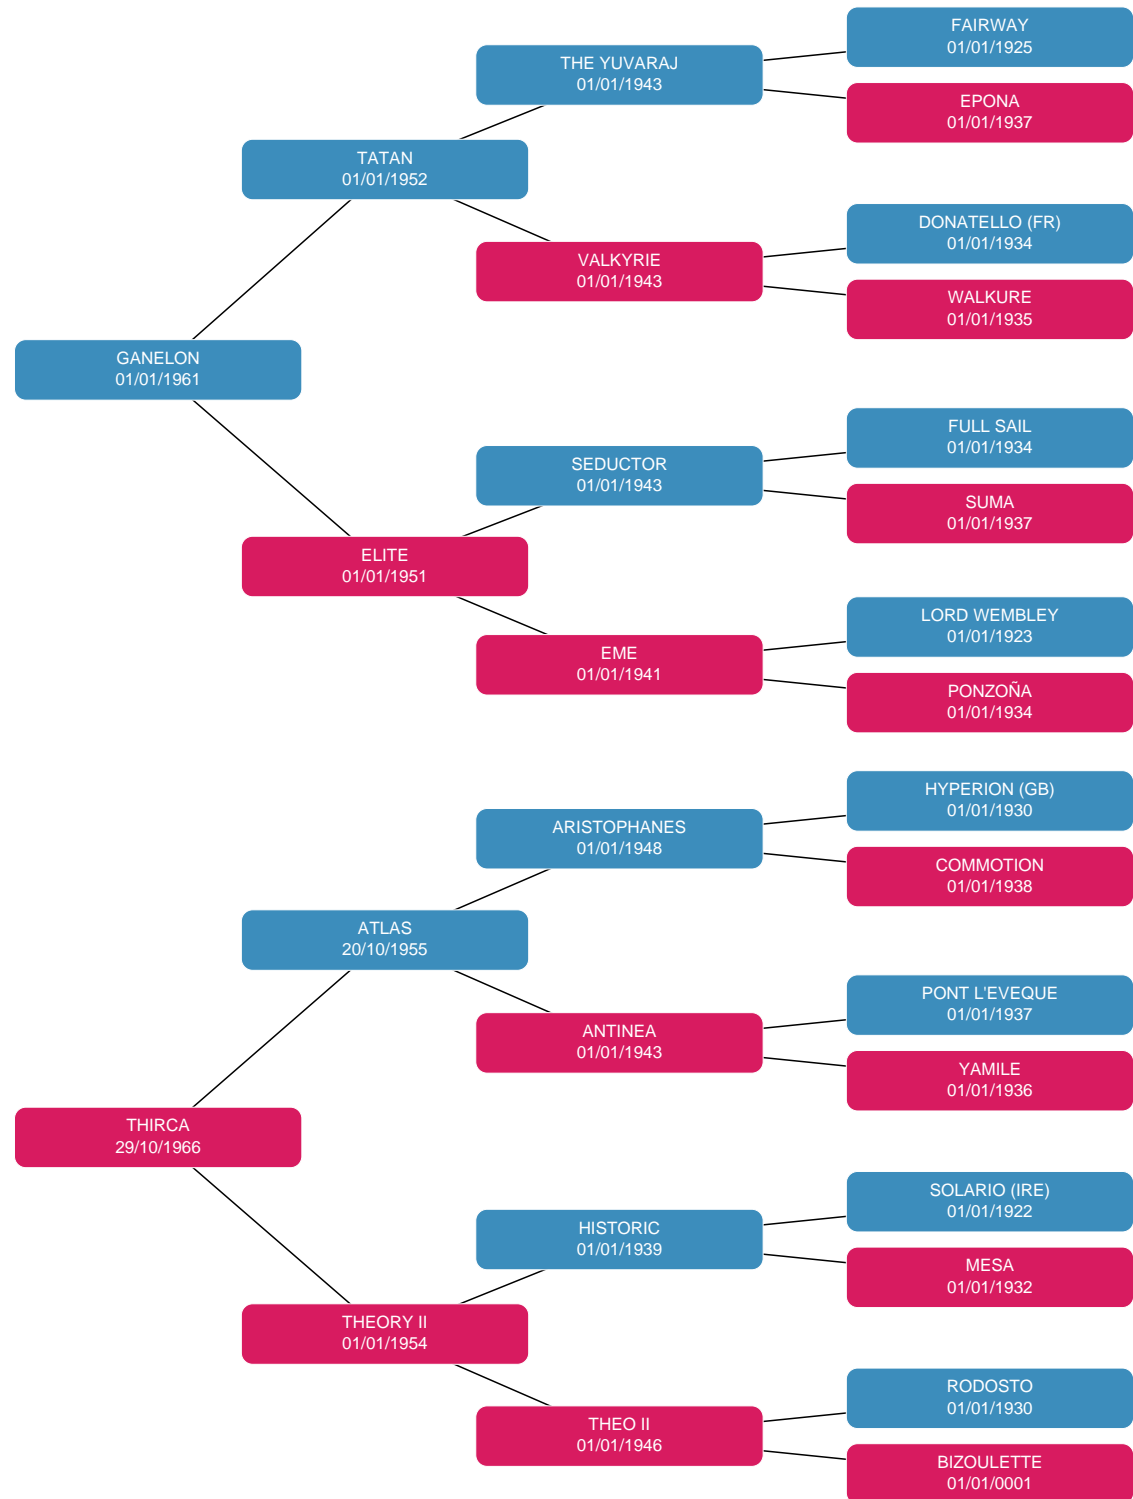 FAIRWAY
01/01/1925
THE YUVARAJ
01/01/1943
EPONA
01/01/1937
TATAN
01/01/1952
DONATELLO (FR)
01/01/1934
VALKYRIE
01/01/1943
WALKURE
01/01/1935
GANELON
01/01/1961
FULL SAIL
01/01/1934
SEDUCTOR
01/01/1943
SUMA
01/01/1937
ELITE
01/01/1951
LORD WEMBLEY
01/01/1923
EME
01/01/1941
PONZOÑA
01/01/1934
HYPERION (GB)
01/01/1930
ARISTOPHANES
01/01/1948
COMMOTION
01/01/1938
ATLAS
20/10/1955
PONT L'EVEQUE
01/01/1937
ANTINEA
01/01/1943
YAMILE
01/01/1936
THIRCA
29/10/1966
SOLARIO (IRE)
01/01/1922
HISTORIC
01/01/1939
MESA
01/01/1932
THEORY II
01/01/1954
RODOSTO
01/01/1930
THEO II
01/01/1946
BIZOULETTE
01/01/0001